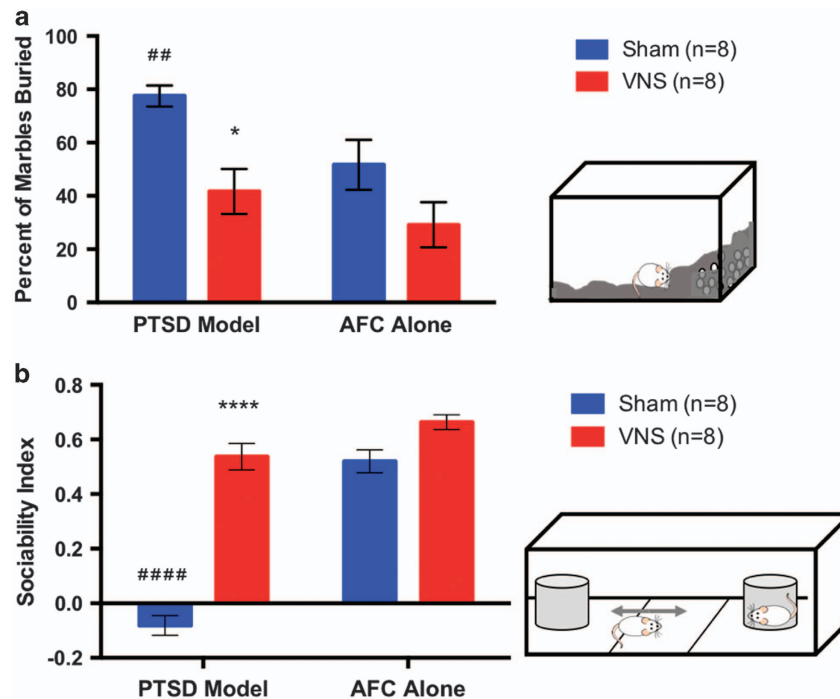 a
Percent of Marbles Buried
100
80
60
40
20
0
##
*
PTSD Model
AFC Alone
Sham (n=8)
VNS (n=8)
b
Sociability Index
0.8
0.6
0.4
0.2
0.0
-0.2
####
****
PTSD Model
AFC Alone
Sham (n=8)
VNS (n=8)